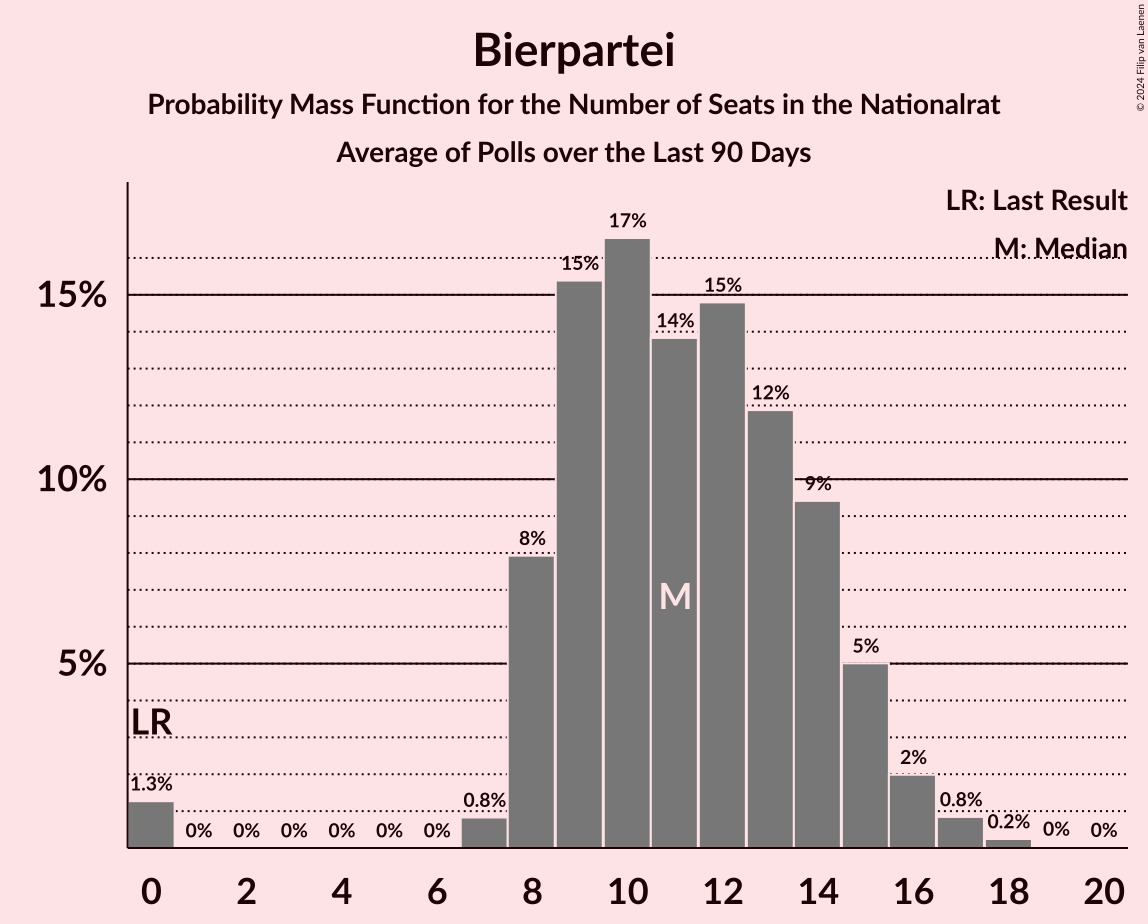 Bierpartei
Probability Mass Function for the Number of Seats in the Nationalrat
Average of Polls over the Last 90 Days
© 2024 Filip van Laenen
LR: Last Result
M: Median
15%
10%
5%
17%
15%
15%
14%
12%
9%
8%
M
5%
LR
2%
1.3%
0% 0% 0% 0% 0% 0%
0.8%
0.8%
0.2%
0% 0%
0 2 4 6 8 10 12 14 16 18 20